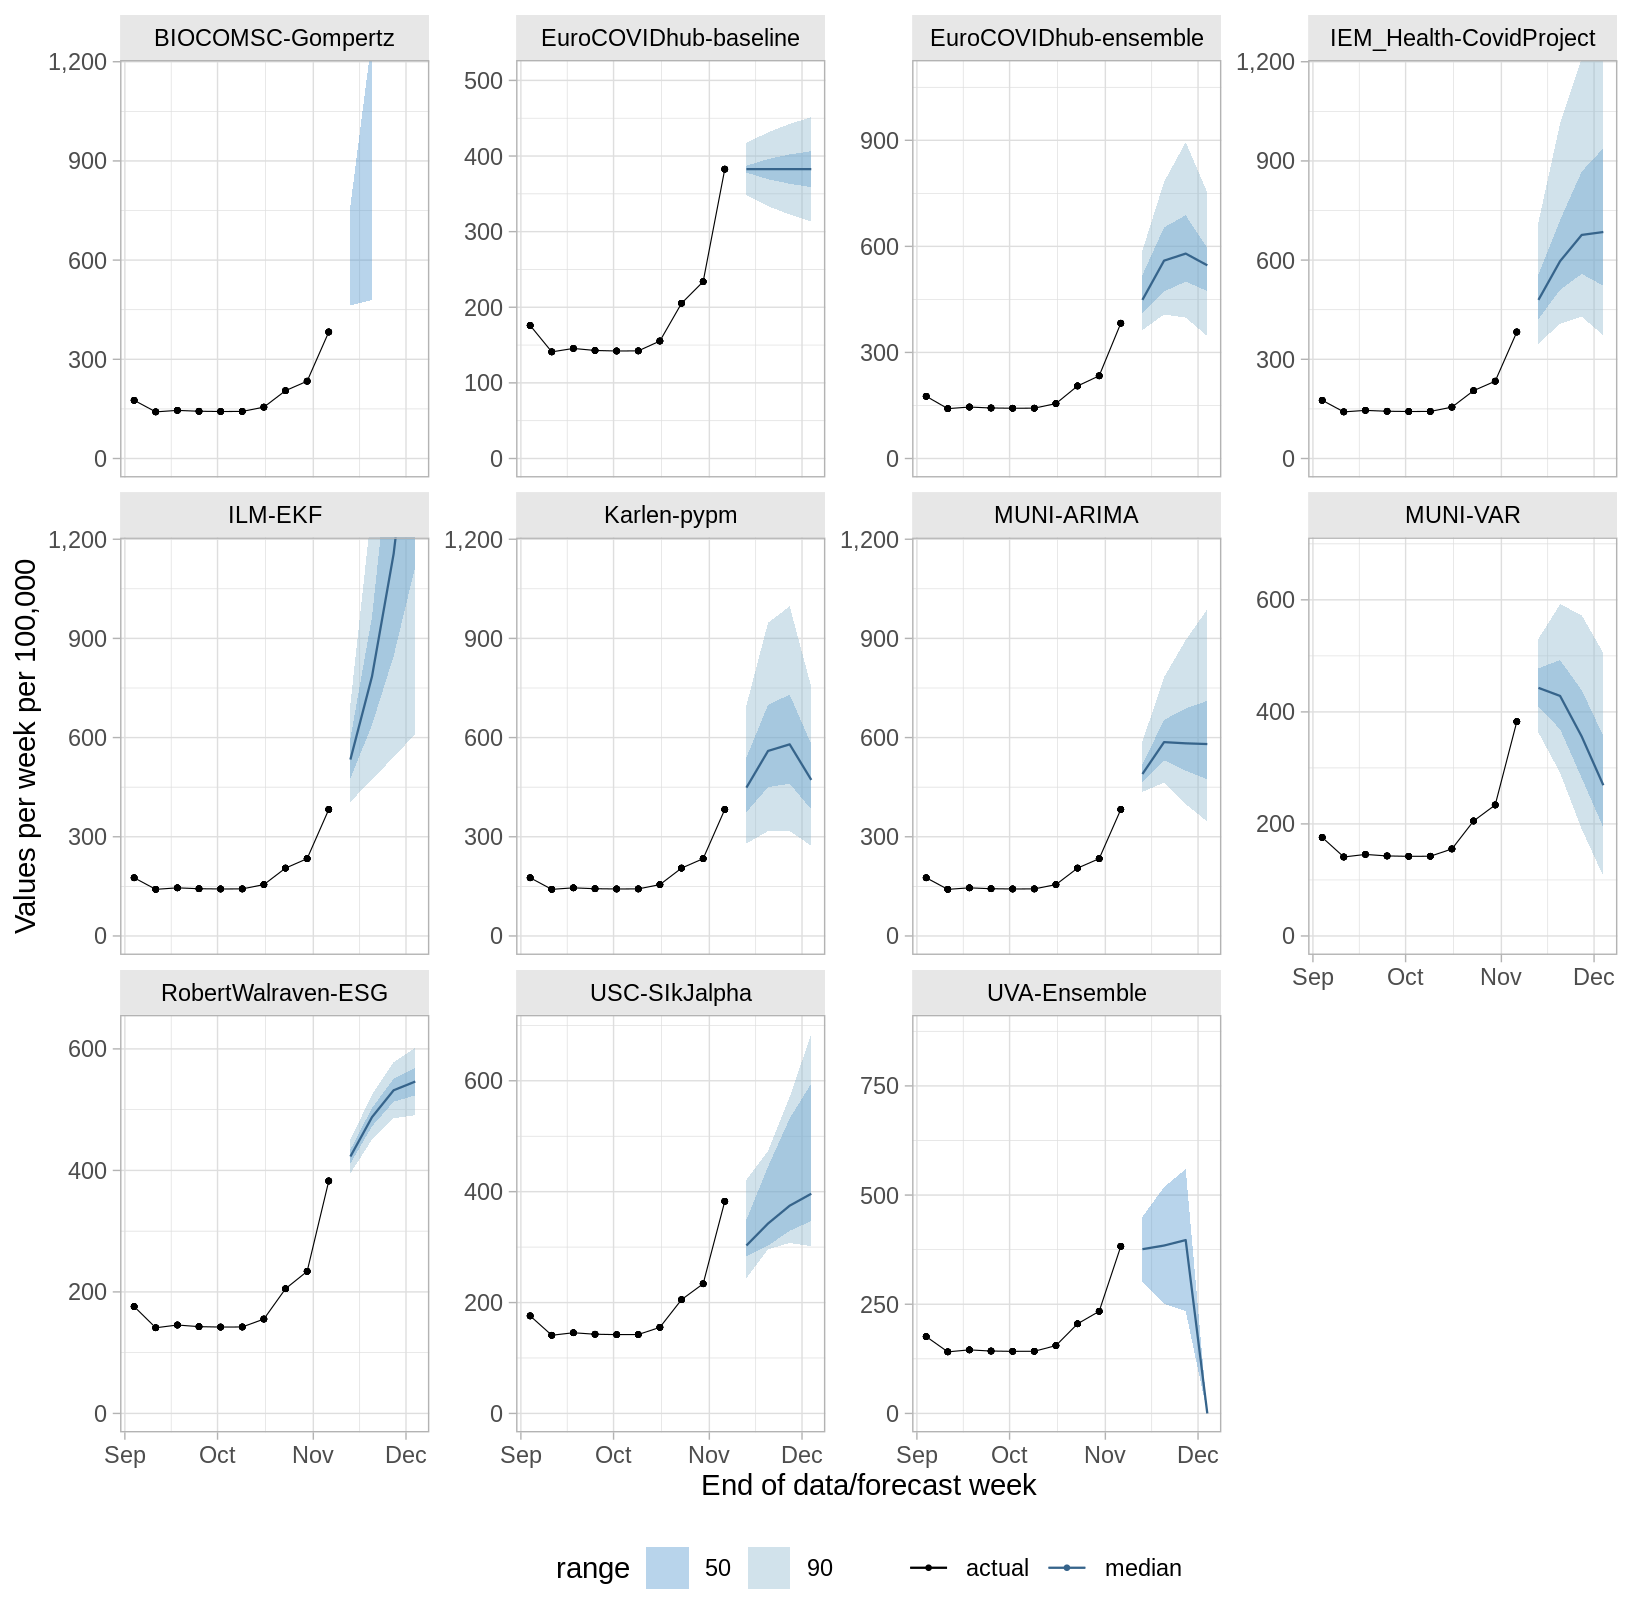 BIOCOMSC-Gompertz
EuroCOVIDhub-baseline
EuroCOVIDhub-ensemble
IEM_Health-CovidProject
1,200
900
600
300
0
500
400
300
200
100
0
900
600
300
0
1,200
900
600
300
0
ILM-EKF
Karlen-pypm
MUNI-ARIMA
MUNI-VAR
1,200
900
600
300
0
1,200
900
600
300
0
1,200
900
600
300
0
600
400
200
0
Sep Oct Nov Dec
RobertWalraven-ESG
USC-SIkJalpha
UVA-Ensemble
600
400
200
0
600
400
200
0
750
500
250
0
Sep Oct Nov Dec
Sep Oct Nov Dec
Sep Oct Nov Dec
Values per week per 100,000
End of data/forecast week
range 50 90 actual median